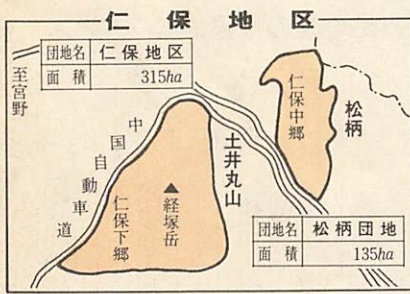 仁保地区
団地名 仁保地区
面積 315ha
至宮野
中国自動車道
土井丸山
▲経塚岳
仁保下郷
仁保中郷
松柄
団地名 松柄団地
面積 135ha